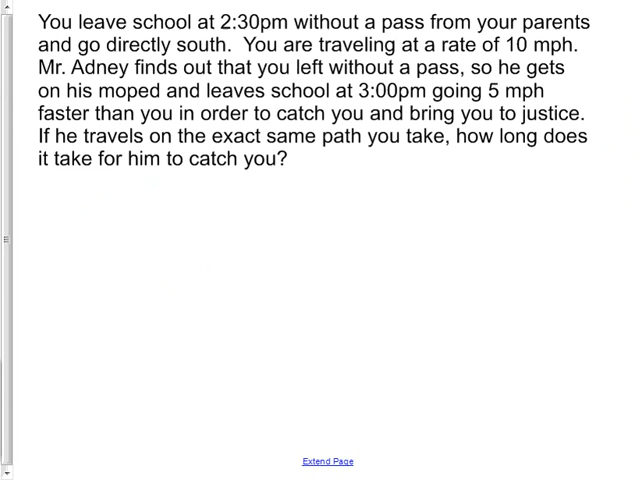 You leave school at 2:30pm without a pass from your parents
and go directly south.  You are traveling at a rate of 10 mph.
Mr. Adney finds out that you left without a pass, so he gets
on his moped and leaves school at 3:00pm going 5 mph
faster than you in order to catch you and bring you to justice.
If he travels on the exact same path you take, how long does
it take for him to catch you?
Extend Page